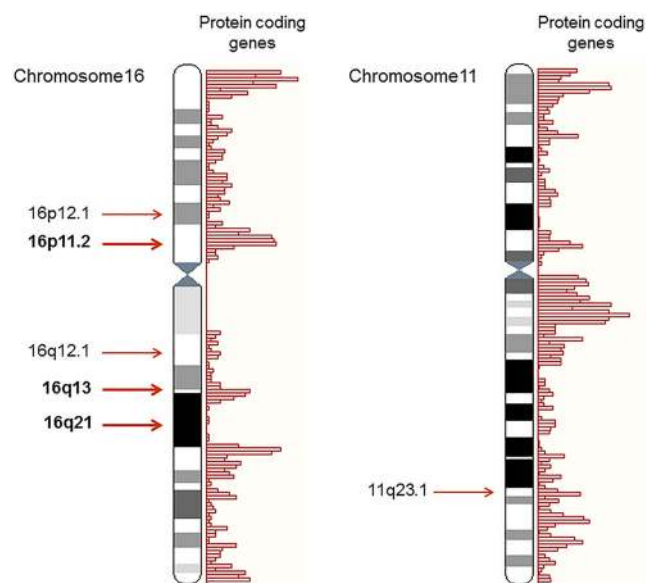 Protein coding
genes
Chromosome16
16p12.1
16p11.2
16q12.1
16q13
16q21
Protein coding
genes
Chromosome11
11q23.1